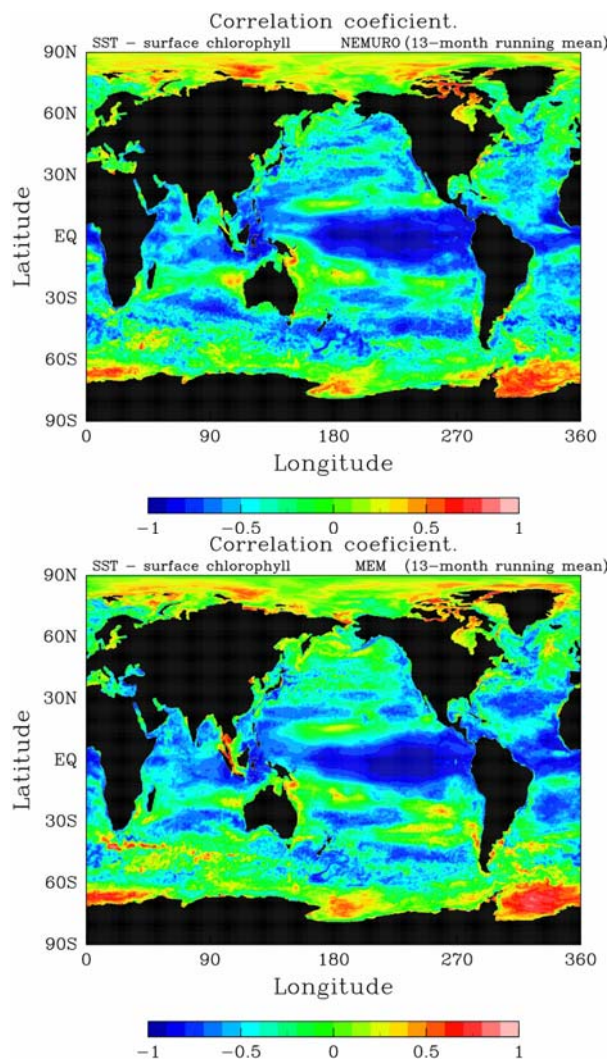 Correlation coeficient.
SST − surface chlorophyll NEMURO (13-month running mean)
90N
60N
30N
EQ
30S
60S
90S
Latitude
0 90 180 270 360
Longitude
−1 −0.5 0 0.5 1
Correlation coeficient.
SST − surface chlorophyll MEM (13-month running mean)
90N
60N
30N
EQ
30S
60S
90S
Latitude
0 90 180 270 360
Longitude
−1 −0.5 0 0.5 1